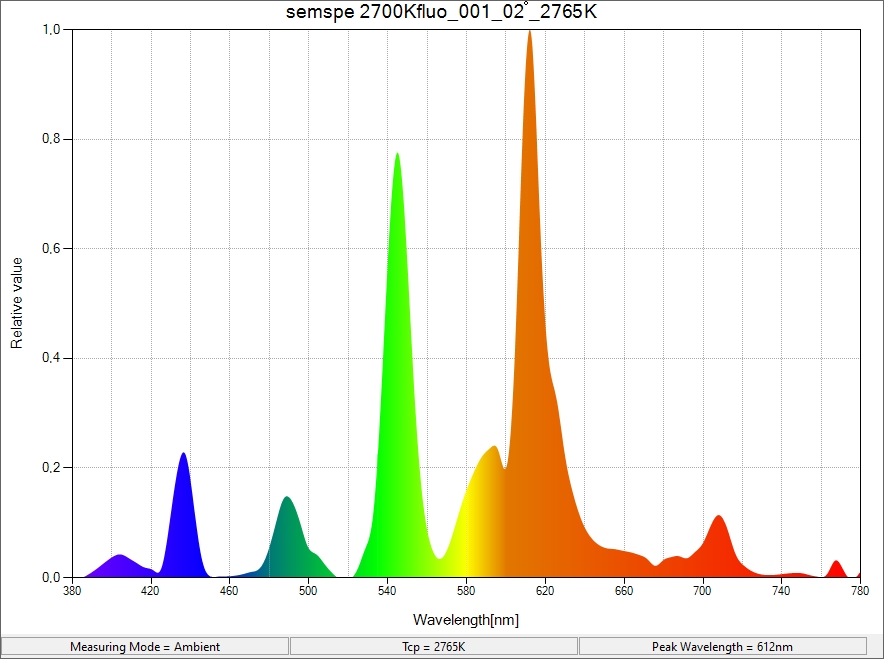 semspe 2700Kfluo_001_02°_2765K
1,0
0,8
0,6
0,4
0,2
0,0
Relative value
380 420 460 500 540 580 620 660 700 740 780
Wavelength[nm]
Measuring Mode = Ambient Tcp = 2765K Peak Wavelength = 612nm